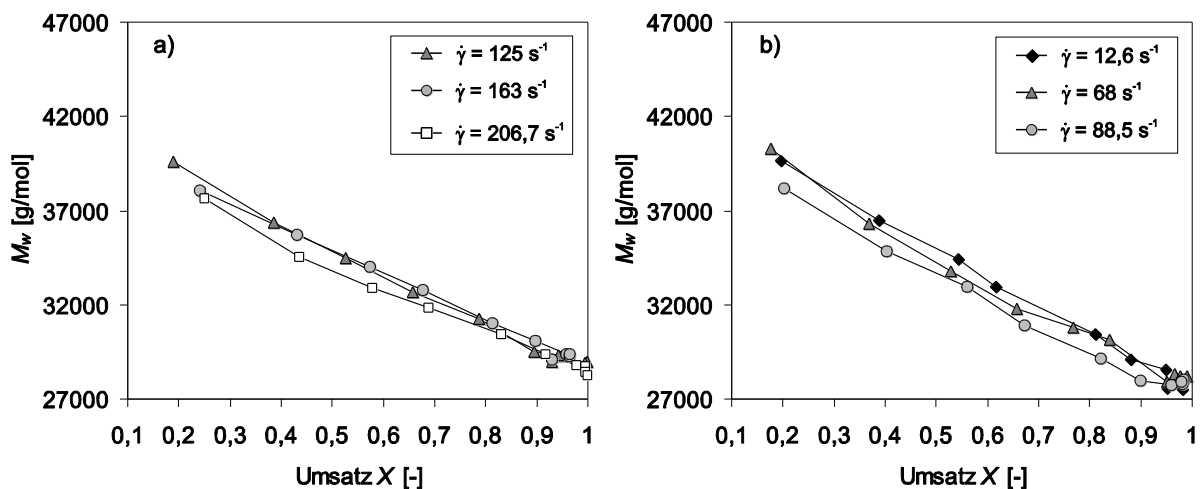 a)
γ̇ = 125 s⁻¹
γ̇ = 163 s⁻¹
γ̇ = 206,7 s⁻¹
47000
42000
37000
32000
27000
Mw [g/mol]
0,1 0,2 0,3 0,4 0,5 0,6 0,7 0,8 0,9 1
Umsatz X [-]
b)
γ̇ = 12,6 s⁻¹
γ̇ = 68 s⁻¹
γ̇ = 88,5 s⁻¹
47000
42000
37000
32000
27000
Mw [g/mol]
0,1 0,2 0,3 0,4 0,5 0,6 0,7 0,8 0,9 1
Umsatz X [-]